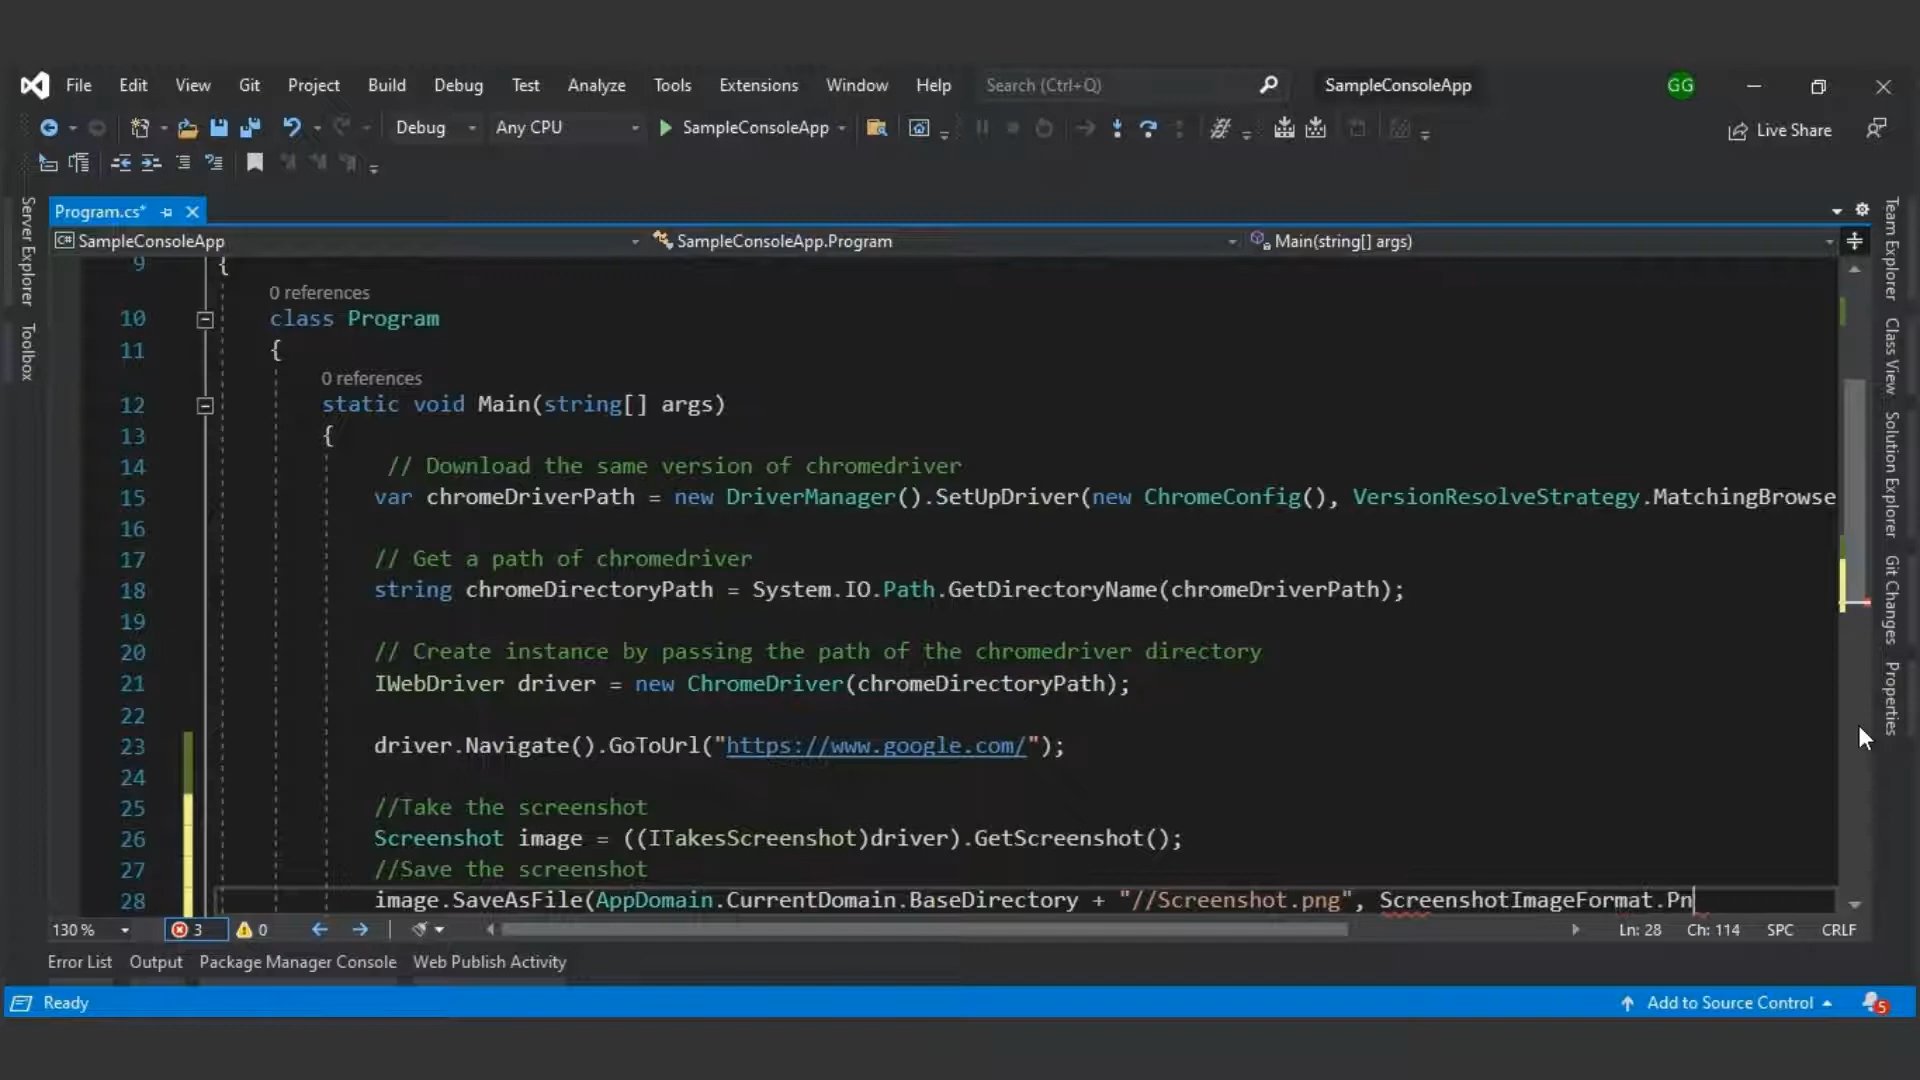 File Edit View Git Project Build Debug Test Analyze Tools Extensions Window Help Search (Ctrl+Q) SampleConsoleApp GG
Debug Any CPU SampleConsoleApp Live Share
Program.cs*
SampleConsoleApp SampleConsoleApp.Program Main(string[] args)
Server Explorer
Toolbox
9 {
0 references
10 class Program
11 {
0 references
12 static void Main(string[] args)
13 {
14 // Download the same version of chromedriver
15 var chromeDriverPath = new DriverManager().SetUpDriver(new ChromeConfig(), VersionResolveStrategy.MatchingBrowse
16
17 // Get a path of chromedriver
18 string chromeDirectoryPath = System.IO.Path.GetDirectoryName(chromeDriverPath);
19
20 // Create instance by passing the path of the chromedriver directory
21 IWebDriver driver = new ChromeDriver(chromeDirectoryPath);
22
23 driver.Navigate().GoToUrl("https://www.google.com/");
24
25 //Take the screenshot
26 Screenshot image = ((ITakesScreenshot)driver).GetScreenshot();
27 //Save the screenshot
28 image.SaveAsFile(AppDomain.CurrentDomain.BaseDirectory + "//Screenshot.png", ScreenshotImageFormat.Pn
Team Explorer
Class View
Solution Explorer
Git Changes
Properties
130 % 3 0 Ln: 28 Ch: 114 SPC CRLF
Error List Output Package Manager Console Web Publish Activity
Ready Add to Source Control 5